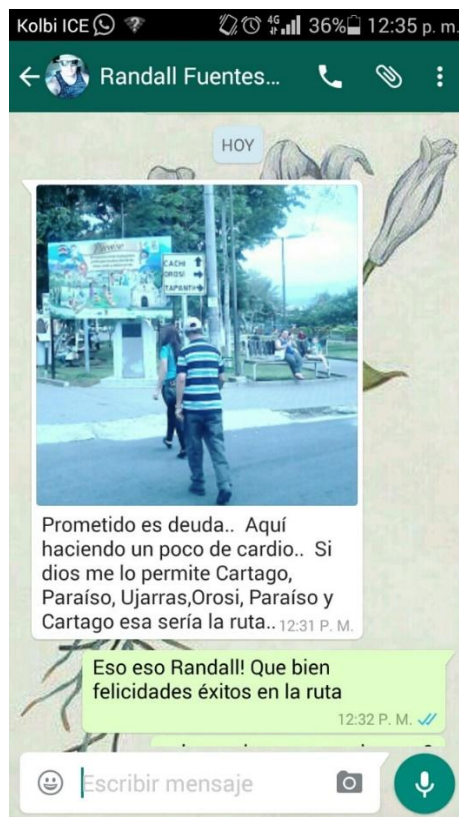 Kolbi ICE 4G 36% 12:35 p. m.
Randall Fuentes...
HOY
Paraíso
CACHI
OROSI
TAPANTI
Prometido es deuda.. Aquí
haciendo un poco de cardio.. Si
dios me lo permite Cartago,
Paraíso, Ujarras,Orosi, Paraíso y
Cartago esa sería la ruta.. 12:31 P. M.
Eso eso Randall! Que bien
felicidades éxitos en la ruta
12:32 P. M.
Escribir mensaje